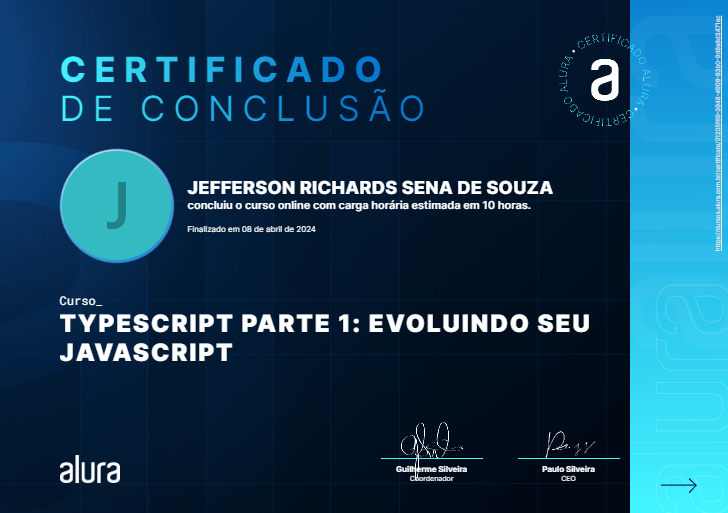 CERTIFICADO
DE CONCLUSÃO
CERTIFICADO ALURA • CERTIFICADO ALURA •
a
J
JEFFERSON RICHARDS SENA DE SOUZA
concluiu o curso online com carga horária estimada em 10 horas.
Finalizado em 08 de abril de 2024
Curso_
TYPESCRIPT PARTE 1: EVOLUINDO SEU
JAVASCRIPT
alura
Guilherme Silveira
Coordenador
Paulo Silveira
CEO
alura